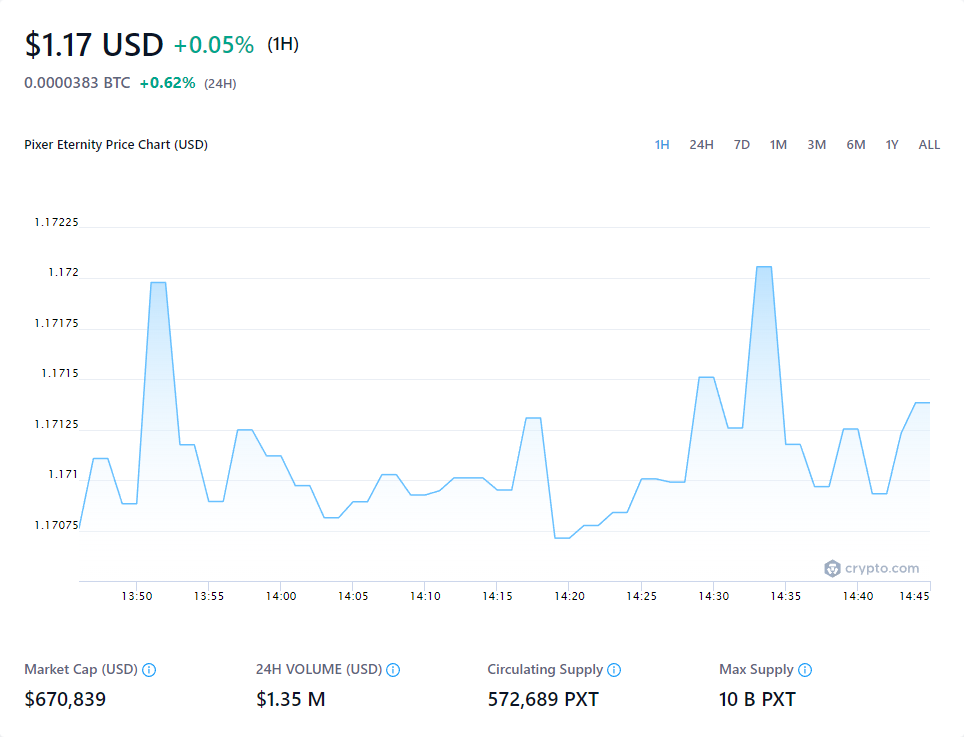 $1.17 USD +0.05% (1H)
0.0000383 BTC +0.62% (24H)
Pixer Eternity Price Chart (USD) 1H 24H 7D 1M 3M 6M 1Y ALL
1.17225
1.172
1.17175
1.1715
1.17125
1.171
1.17075
crypto.com
13:50 13:55 14:00 14:05 14:10 14:15 14:20 14:25 14:30 14:35 14:40 14:45
Market Cap (USD) 24H VOLUME (USD) Circulating Supply Max Supply
$670,839 $1.35 M 572,689 PXT 10 B PXT